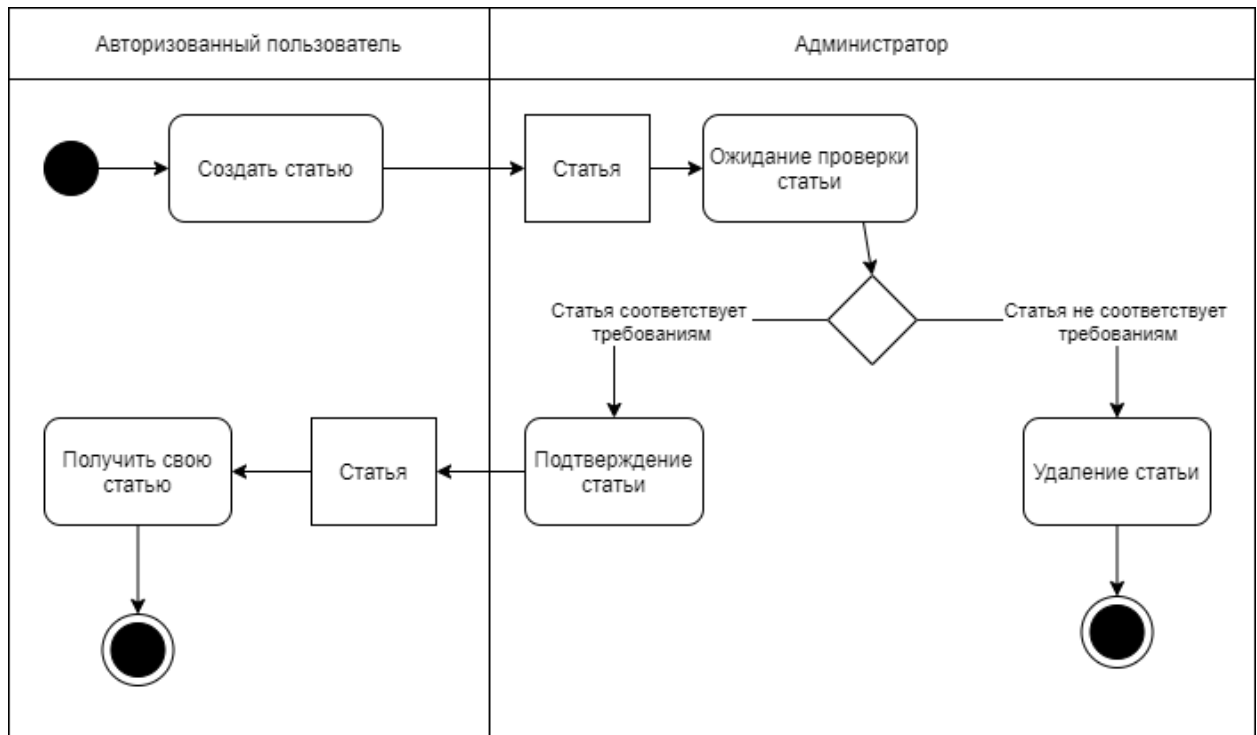 Авторизованный пользователь
Администратор
Создать статью
Статья
Ожидание проверки
статьи
Статья соответствует
требованиям
Статья не соответствует
требованиям
Получить свою
статью
Статья
Подтверждение
статьи
Удаление статьи